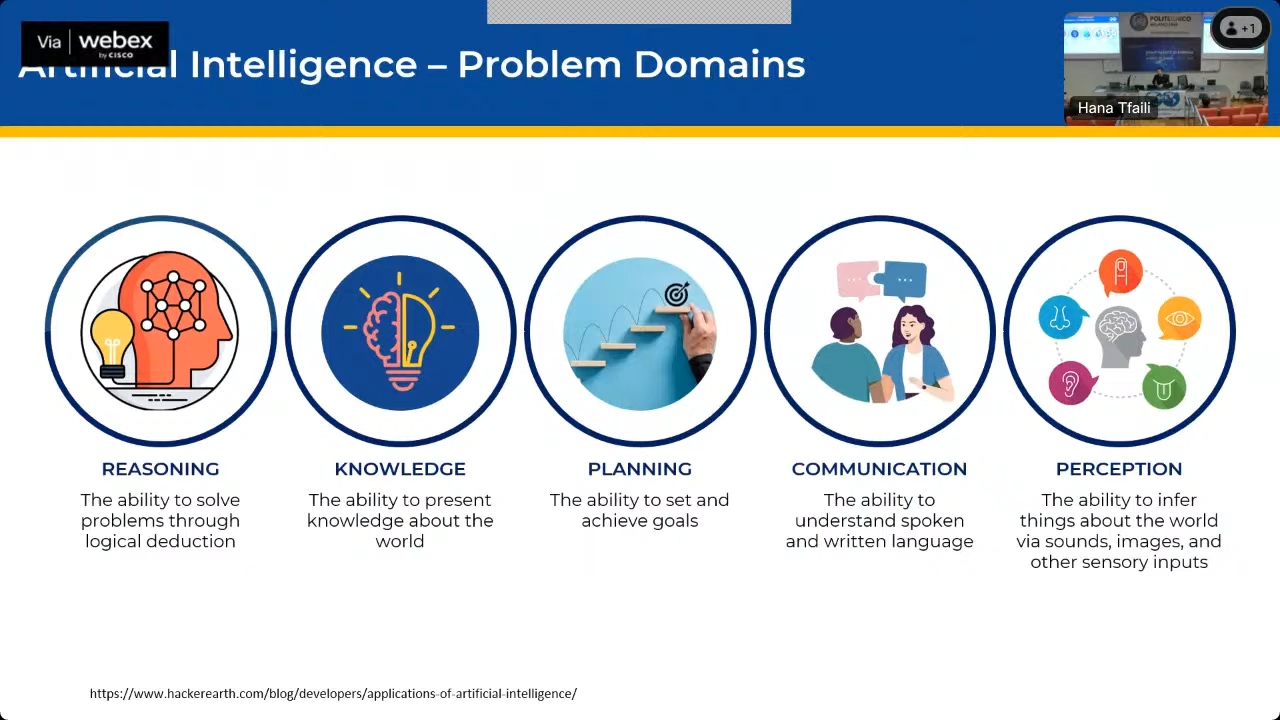 Via webex
by CISCO
Artificial Intelligence – Problem Domains
POLITECNICO
+1
Hana Tfaili
REASONING
The ability to solve
problems through
logical deduction
KNOWLEDGE
The ability to present
knowledge about the
world
PLANNING
The ability to set and
achieve goals
COMMUNICATION
The ability to
understand spoken
and written language
PERCEPTION
The ability to infer
things about the world
via sounds, images, and
other sensory inputs
https://www.hackerearth.com/blog/developers/applications-of-artificial-intelligence/